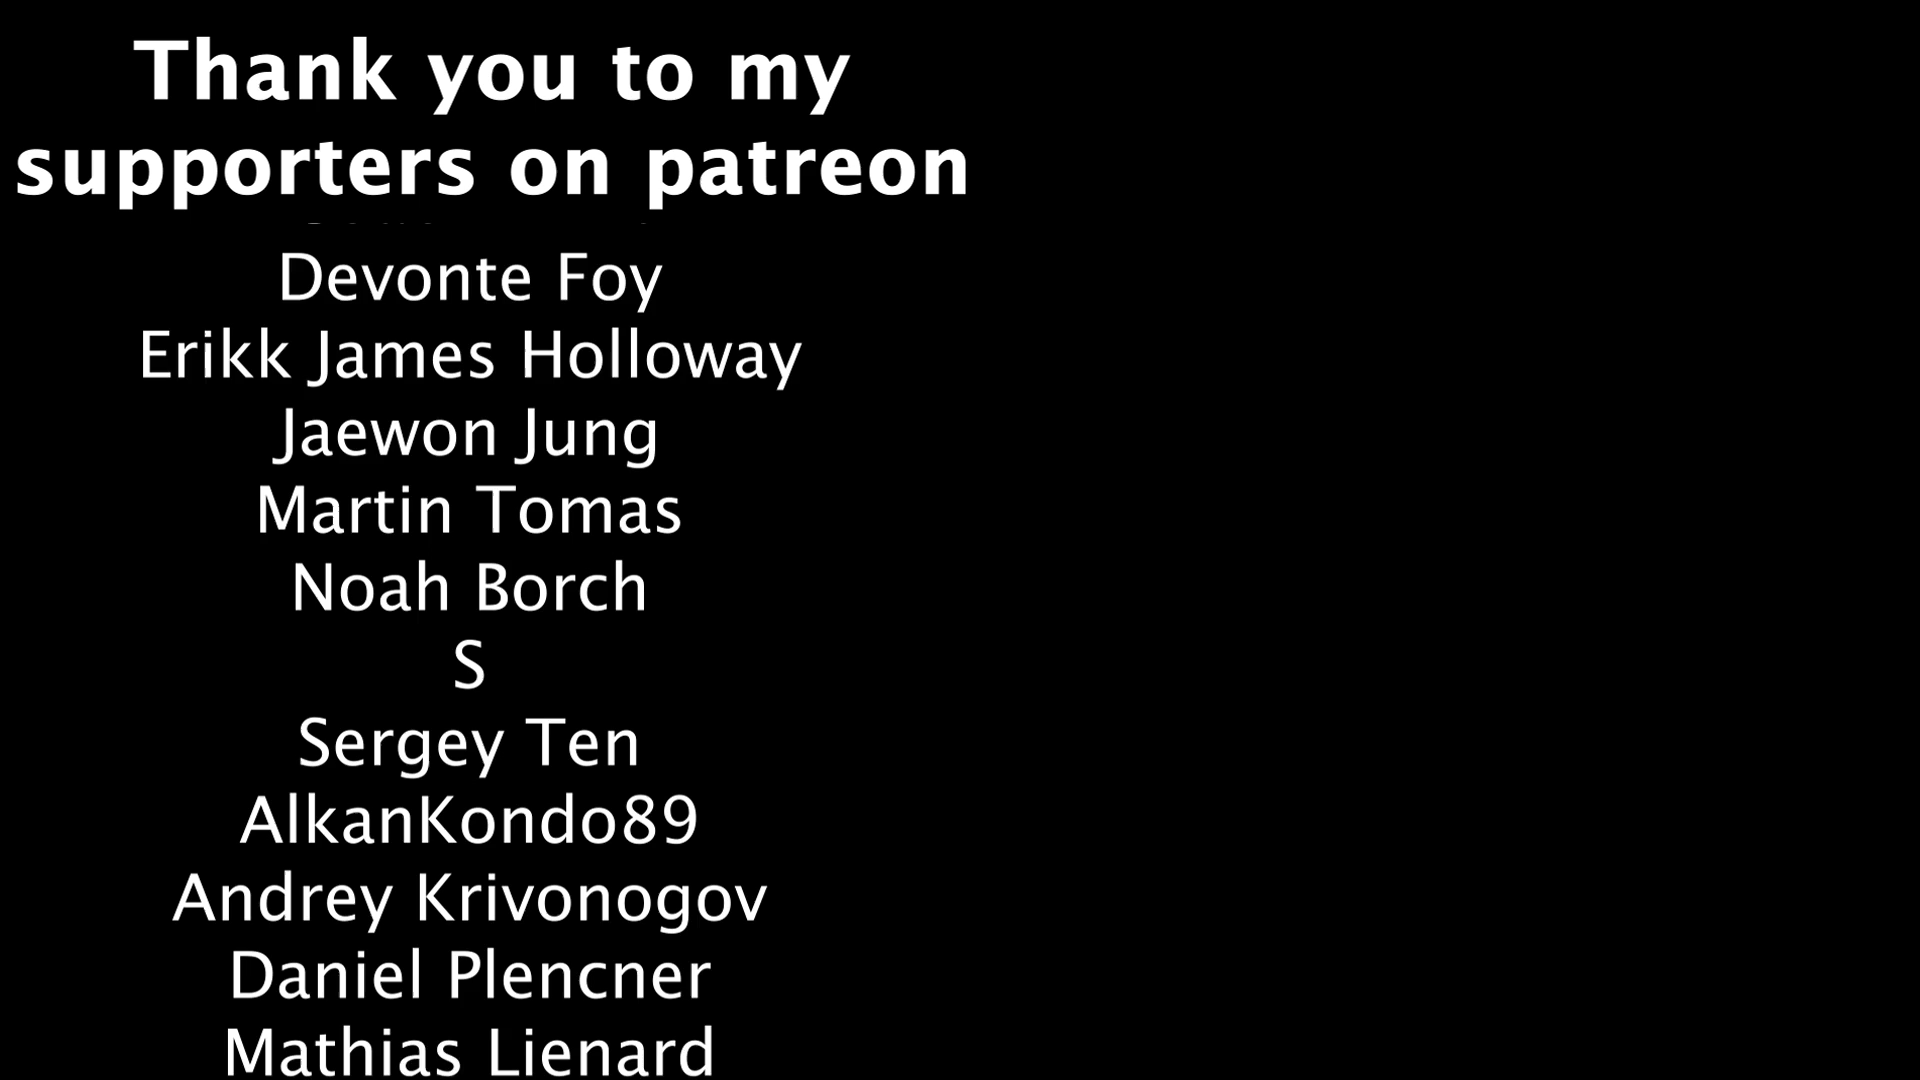 Thank you to my
supporters on patreon
Devonte Foy
Erikk James Holloway
Jaewon Jung
Martin Tomas
Noah Borch
S
Sergey Ten
AlkanKondo89
Andrey Krivonogov
Daniel Plencner
Mathias Lienard